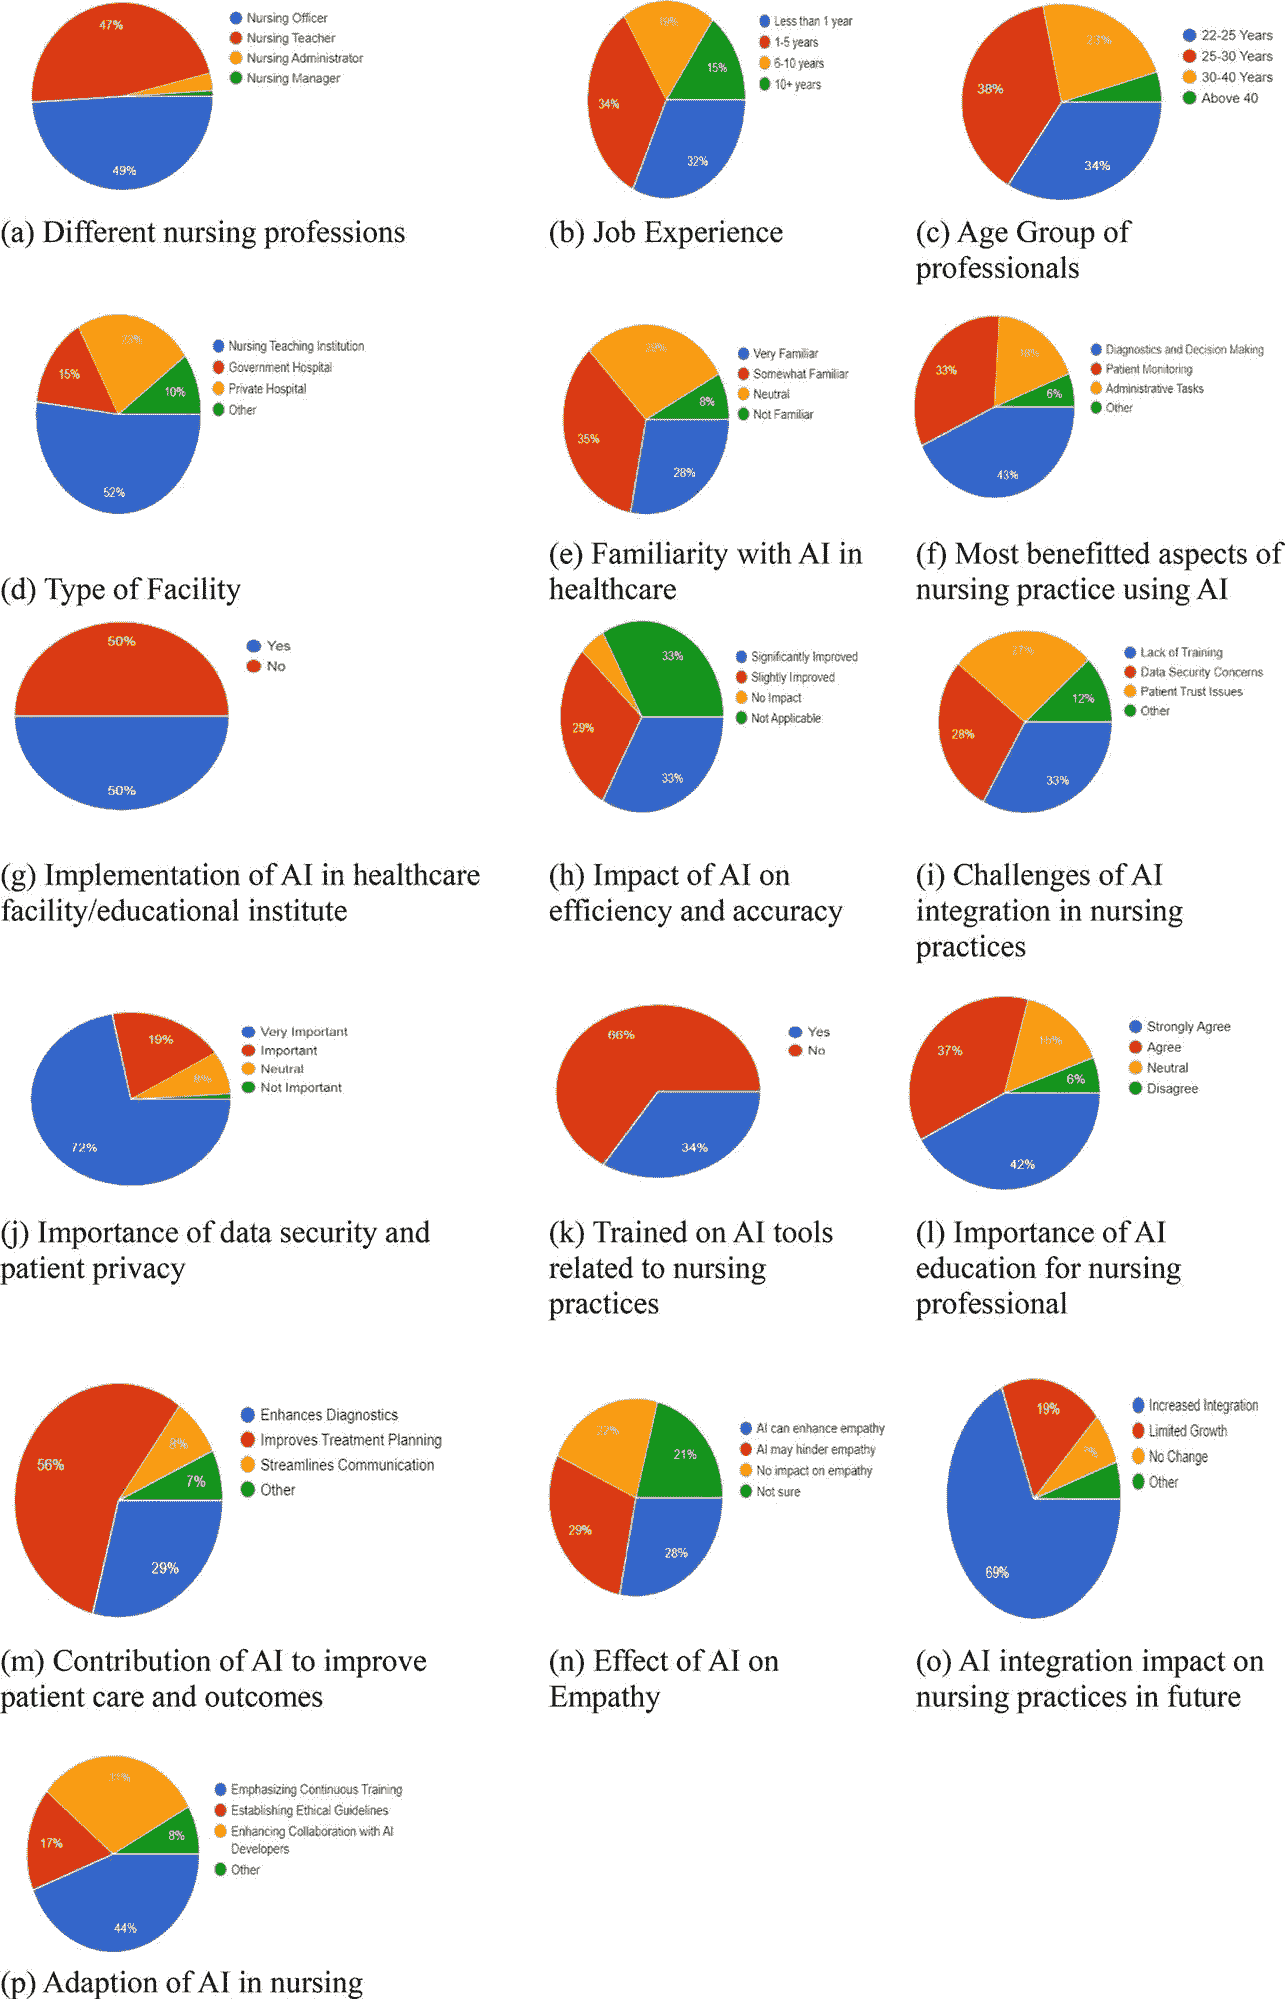 47%
49%
Nursing Officer
Nursing Teacher
Nursing Administrator
Nursing Manager
(a) Different nursing professions
15%
34%
32%
Less than 1 year
1-5 years
6-10 years
10+ years
(b) Job Experience
23%
38%
34%
22-25 Years
25-30 Years
30-40 Years
Above 40
(c) Age Group of
professionals
15%
10%
52%
Nursing Teaching Institution
Government Hospital
Private Hospital
Other
(d) Type of Facility
35%
8%
28%
Very Familiar
Somewhat Familiar
Neutral
Not Familiar
(e) Familiarity with AI in
healthcare
33%
18%
6%
43%
Diagnostics and Decision Making
Patient Monitoring
Administrative Tasks
Other
(f) Most benefitted aspects of
nursing practice using AI
50%
50%
Yes
No
(g) Implementation of AI in healthcare
facility/educational institute
33%
29%
33%
Significantly Improved
Slightly Improved
No Impact
Not Applicable
(h) Impact of AI on
efficiency and accuracy
27%
28%
12%
33%
Lack of Training
Data Security Concerns
Patient Trust Issues
Other
(i) Challenges of AI
integration in nursing
practices
19%
8%
72%
Very Important
Important
Neutral
Not Important
(j) Importance of data security and
patient privacy
66%
34%
Yes
No
(k) Trained on AI tools
related to nursing
practices
37%
6%
42%
Strongly Agree
Agree
Neutral
Disagree
(l) Importance of AI
education for nursing
professional
56%
7%
29%
Enhances Diagnostics
Improves Treatment Planning
Streamlines Communication
Other
(m) Contribution of AI to improve
patient care and outcomes
22%
21%
29%
28%
AI can enhance empathy
AI may hinder empathy
No impact on empathy
Not sure
(n) Effect of AI on
Empathy
19%
69%
Increased Integration
Limited Growth
No Change
Other
(o) AI integration impact on
nursing practices in future
17%
8%
44%
Emphasizing Continuous Training
Establishing Ethical Guidelines
Enhancing Collaboration with AI
Developers
Other
(p) Adaption of AI in nursing